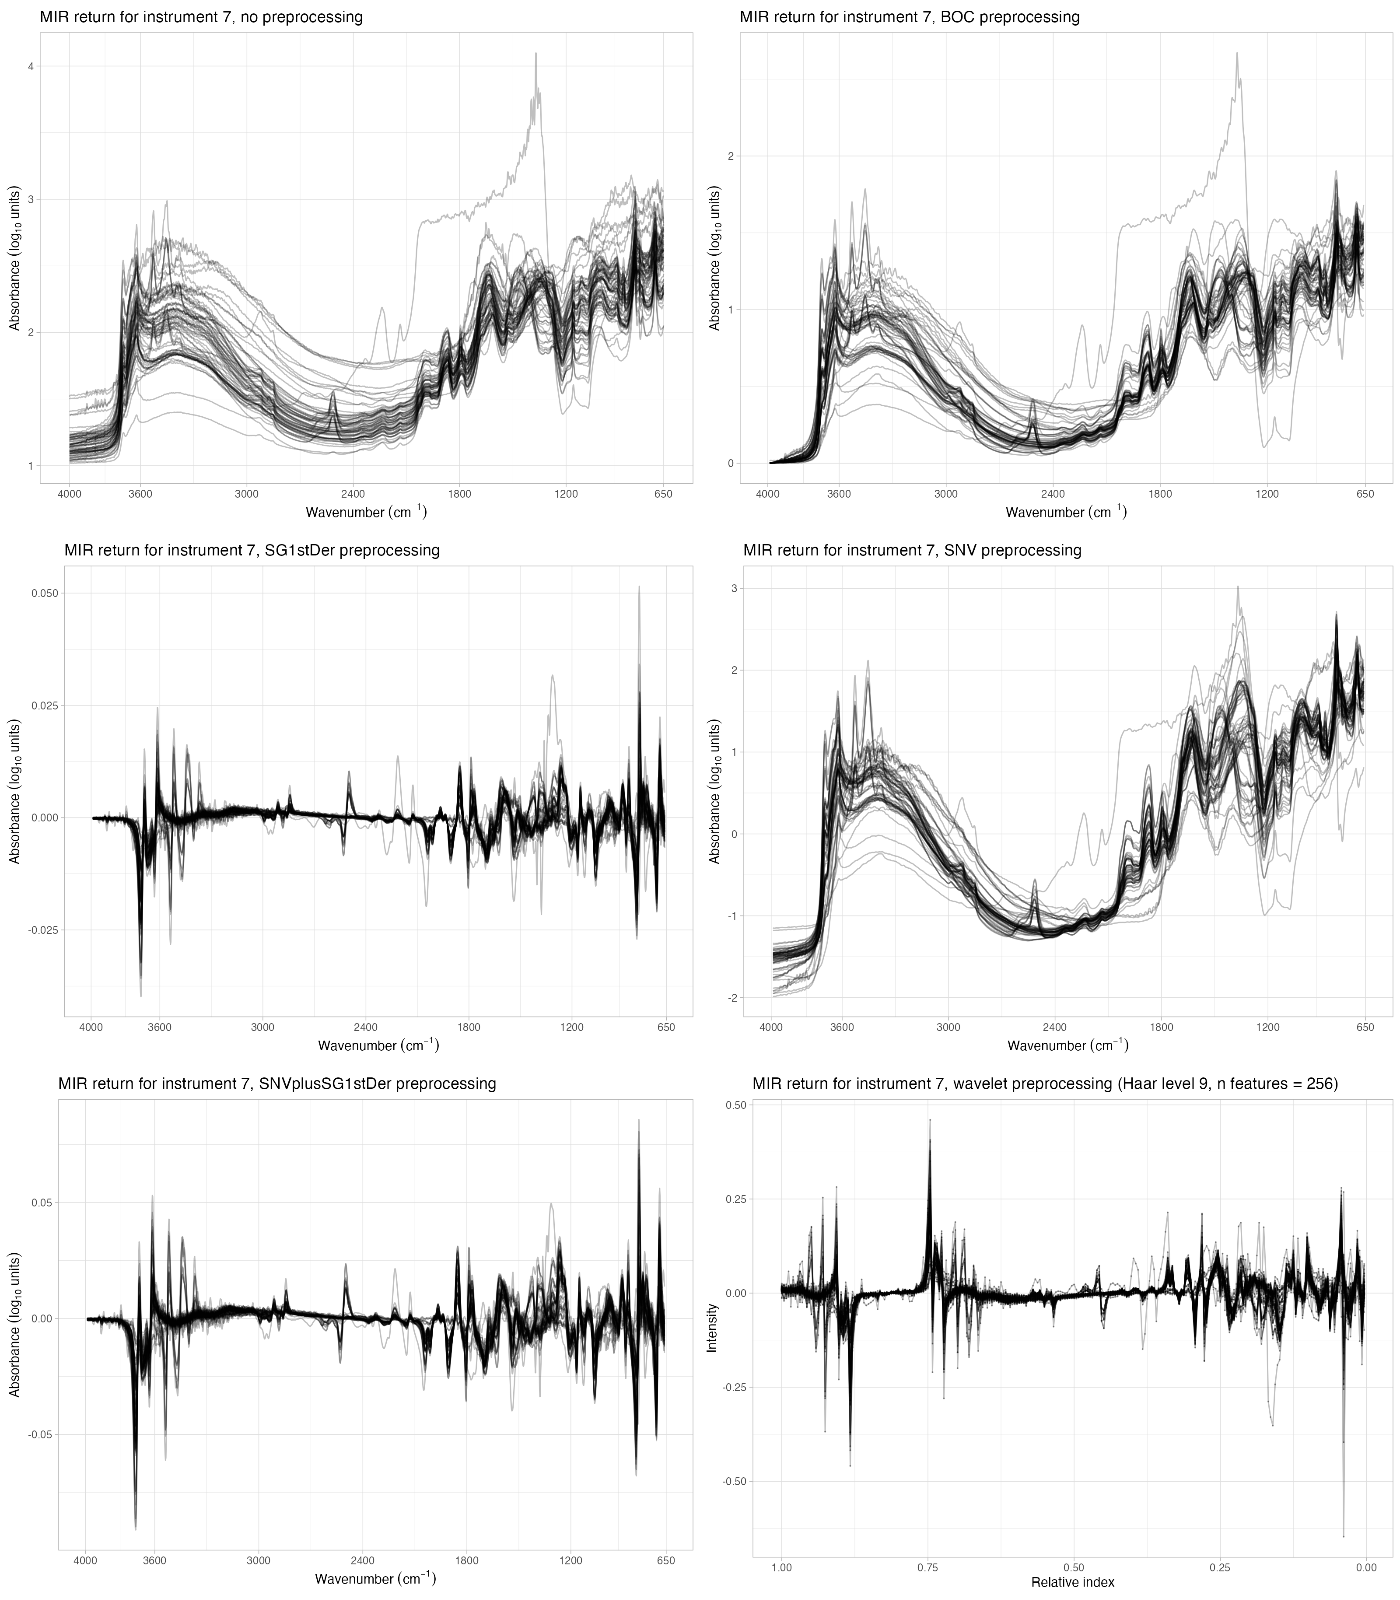 MIR return for instrument 7, no preprocessing
Absorbance (log₁₀ units)
4
3
2
1
4000 3600 3000 2400 1800 1200 650
Wavenumber (cm ¹)
MIR return for instrument 7, BOC preprocessing
Absorbance (log₁₀ units)
2
1
0
4000 3600 3000 2400 1800 1200 650
Wavenumber (cm ¹)
MIR return for instrument 7, SG1stDer preprocessing
Absorbance (log₁₀ units)
0.050
0.025
0.000
-0.025
4000 3600 3000 2400 1800 1200 650
Wavenumber (cm⁻¹)
MIR return for instrument 7, SNV preprocessing
Absorbance (log₁₀ units)
3
2
1
0
-1
-2
4000 3600 3000 2400 1800 1200 650
Wavenumber (cm⁻¹)
MIR return for instrument 7, SNVplusSG1stDer preprocessing
Absorbance (log₁₀ units)
0.05
0.00
-0.05
4000 3600 3000 2400 1800 1200 650
Wavenumber (cm⁻¹)
MIR return for instrument 7, wavelet preprocessing (Haar level 9, n features = 256)
Intensity
0.50
0.25
0.00
-0.25
-0.50
1.00 0.75 0.50 0.25 0.00
Relative index